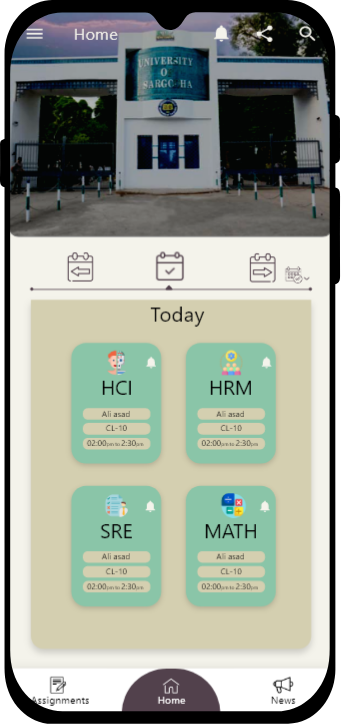 Home
UNIVERSITY
O
SARGC HA
Today
HCI
HRM
Ali asad
Ali asad
CL-10
CL-10
02:00pm to 2:30pm
02:00pm to 2:30pm
SRE
MATH
Ali asad
Ali asad
CL-10
CL-10
02:00pm to 2:30pm
02:00pm to 2:30pm
Assignments
Home
News